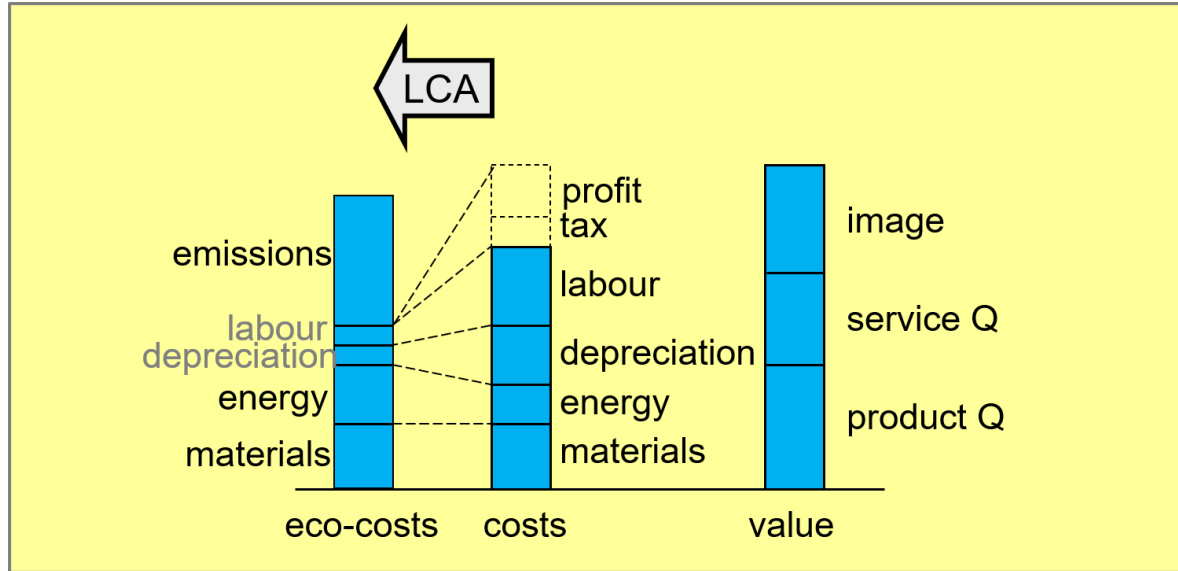 LCA
emissions
labour
depreciation
energy
materials
profit
tax
labour
depreciation
energy
materials
image
service Q
product Q
eco-costs
costs
value